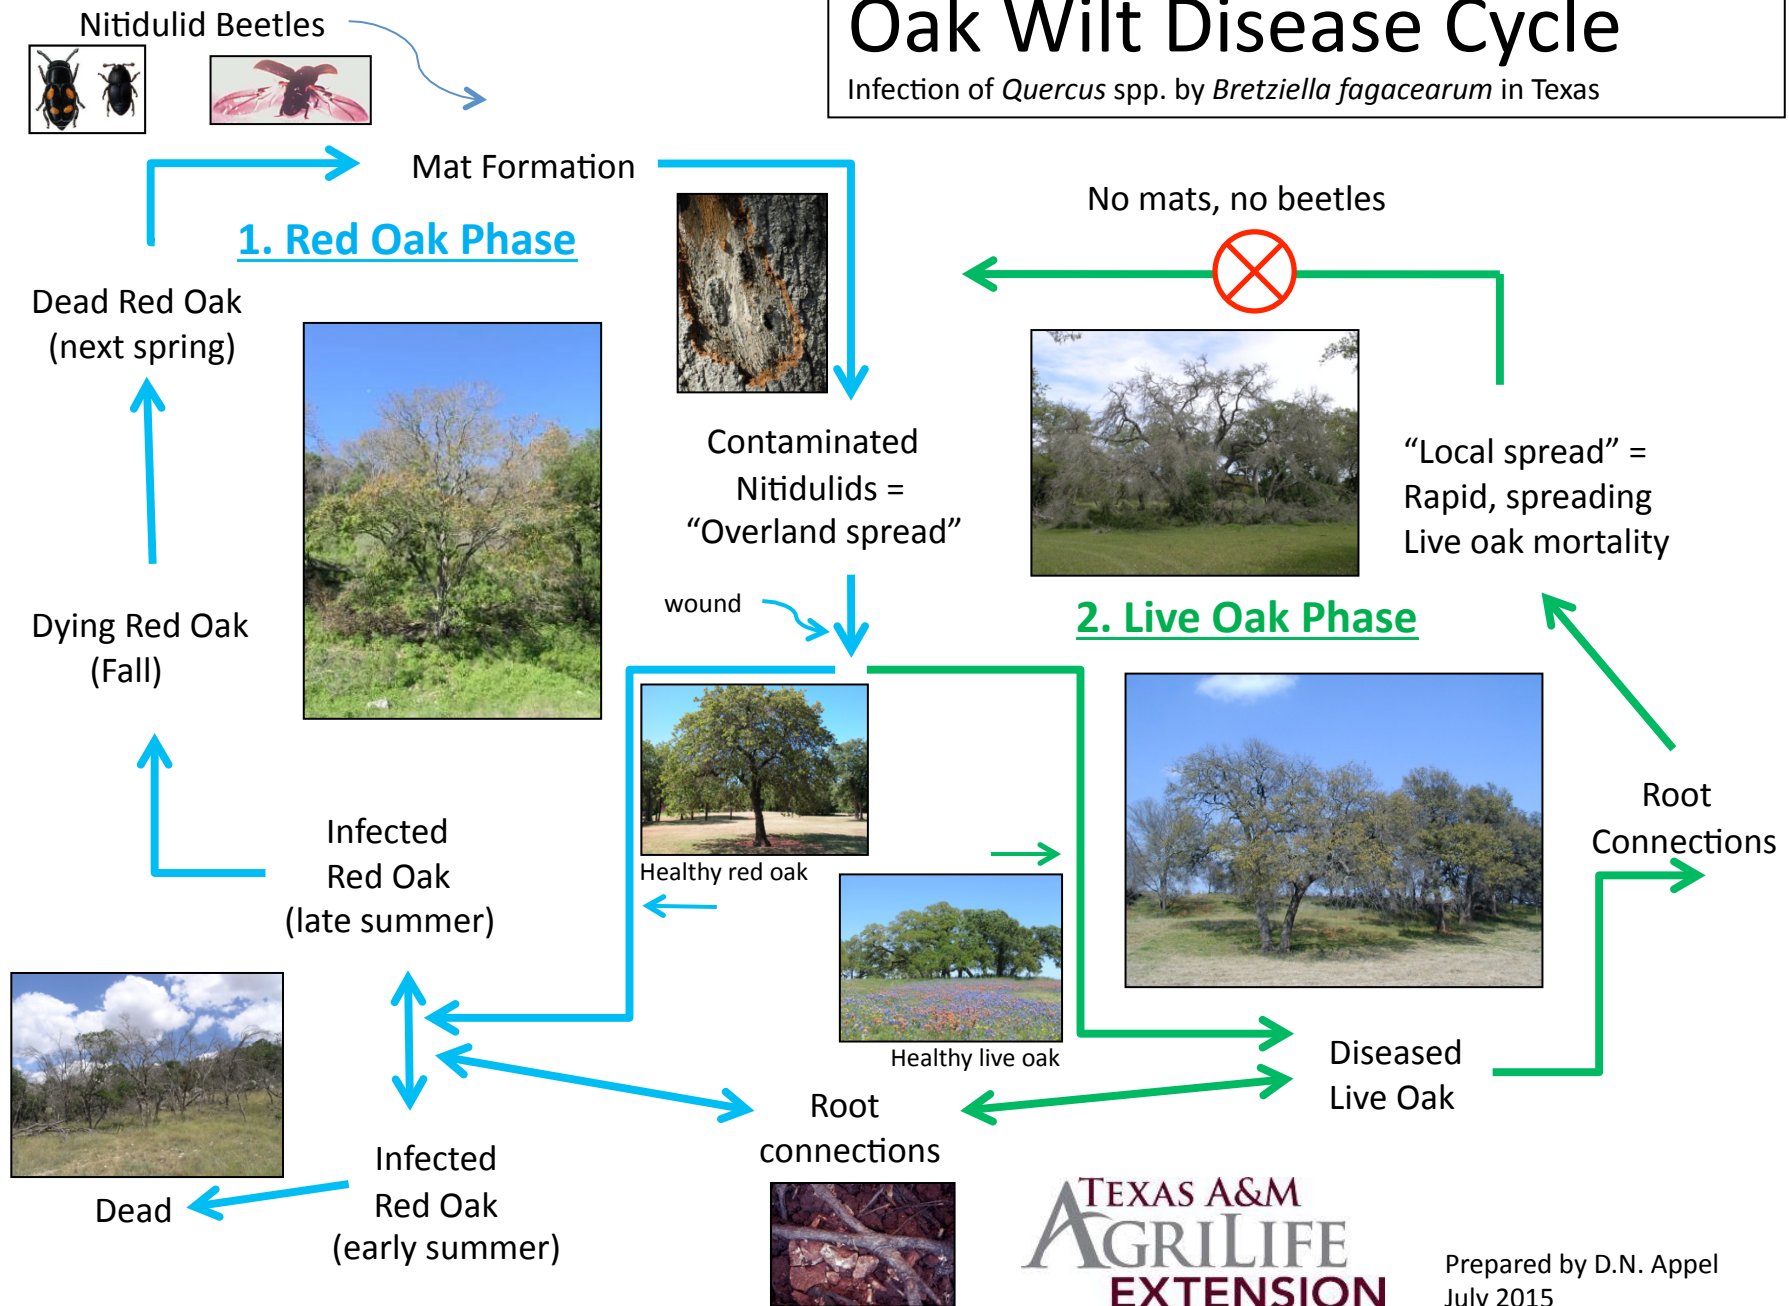 Oak Wilt Disease Cycle
Infection of Quercus spp. by Bretziella fagacearum in Texas
Nitidulid Beetles
Mat Formation
1. Red Oak Phase
Dead Red Oak
(next spring)
Dying Red Oak
(Fall)
Infected
Red Oak
(late summer)
Infected
Red Oak
(early summer)
Dead
Contaminated
Nitidulids =
“Overland spread”
wound
Healthy red oak
Healthy live oak
Root
connections
No mats, no beetles
“Local spread” =
Rapid, spreading
Live oak mortality
2. Live Oak Phase
Root
Connections
Diseased
Live Oak
TEXAS A&M
AGRILIFE
EXTENSION
Prepared by D.N. Appel
July 2015